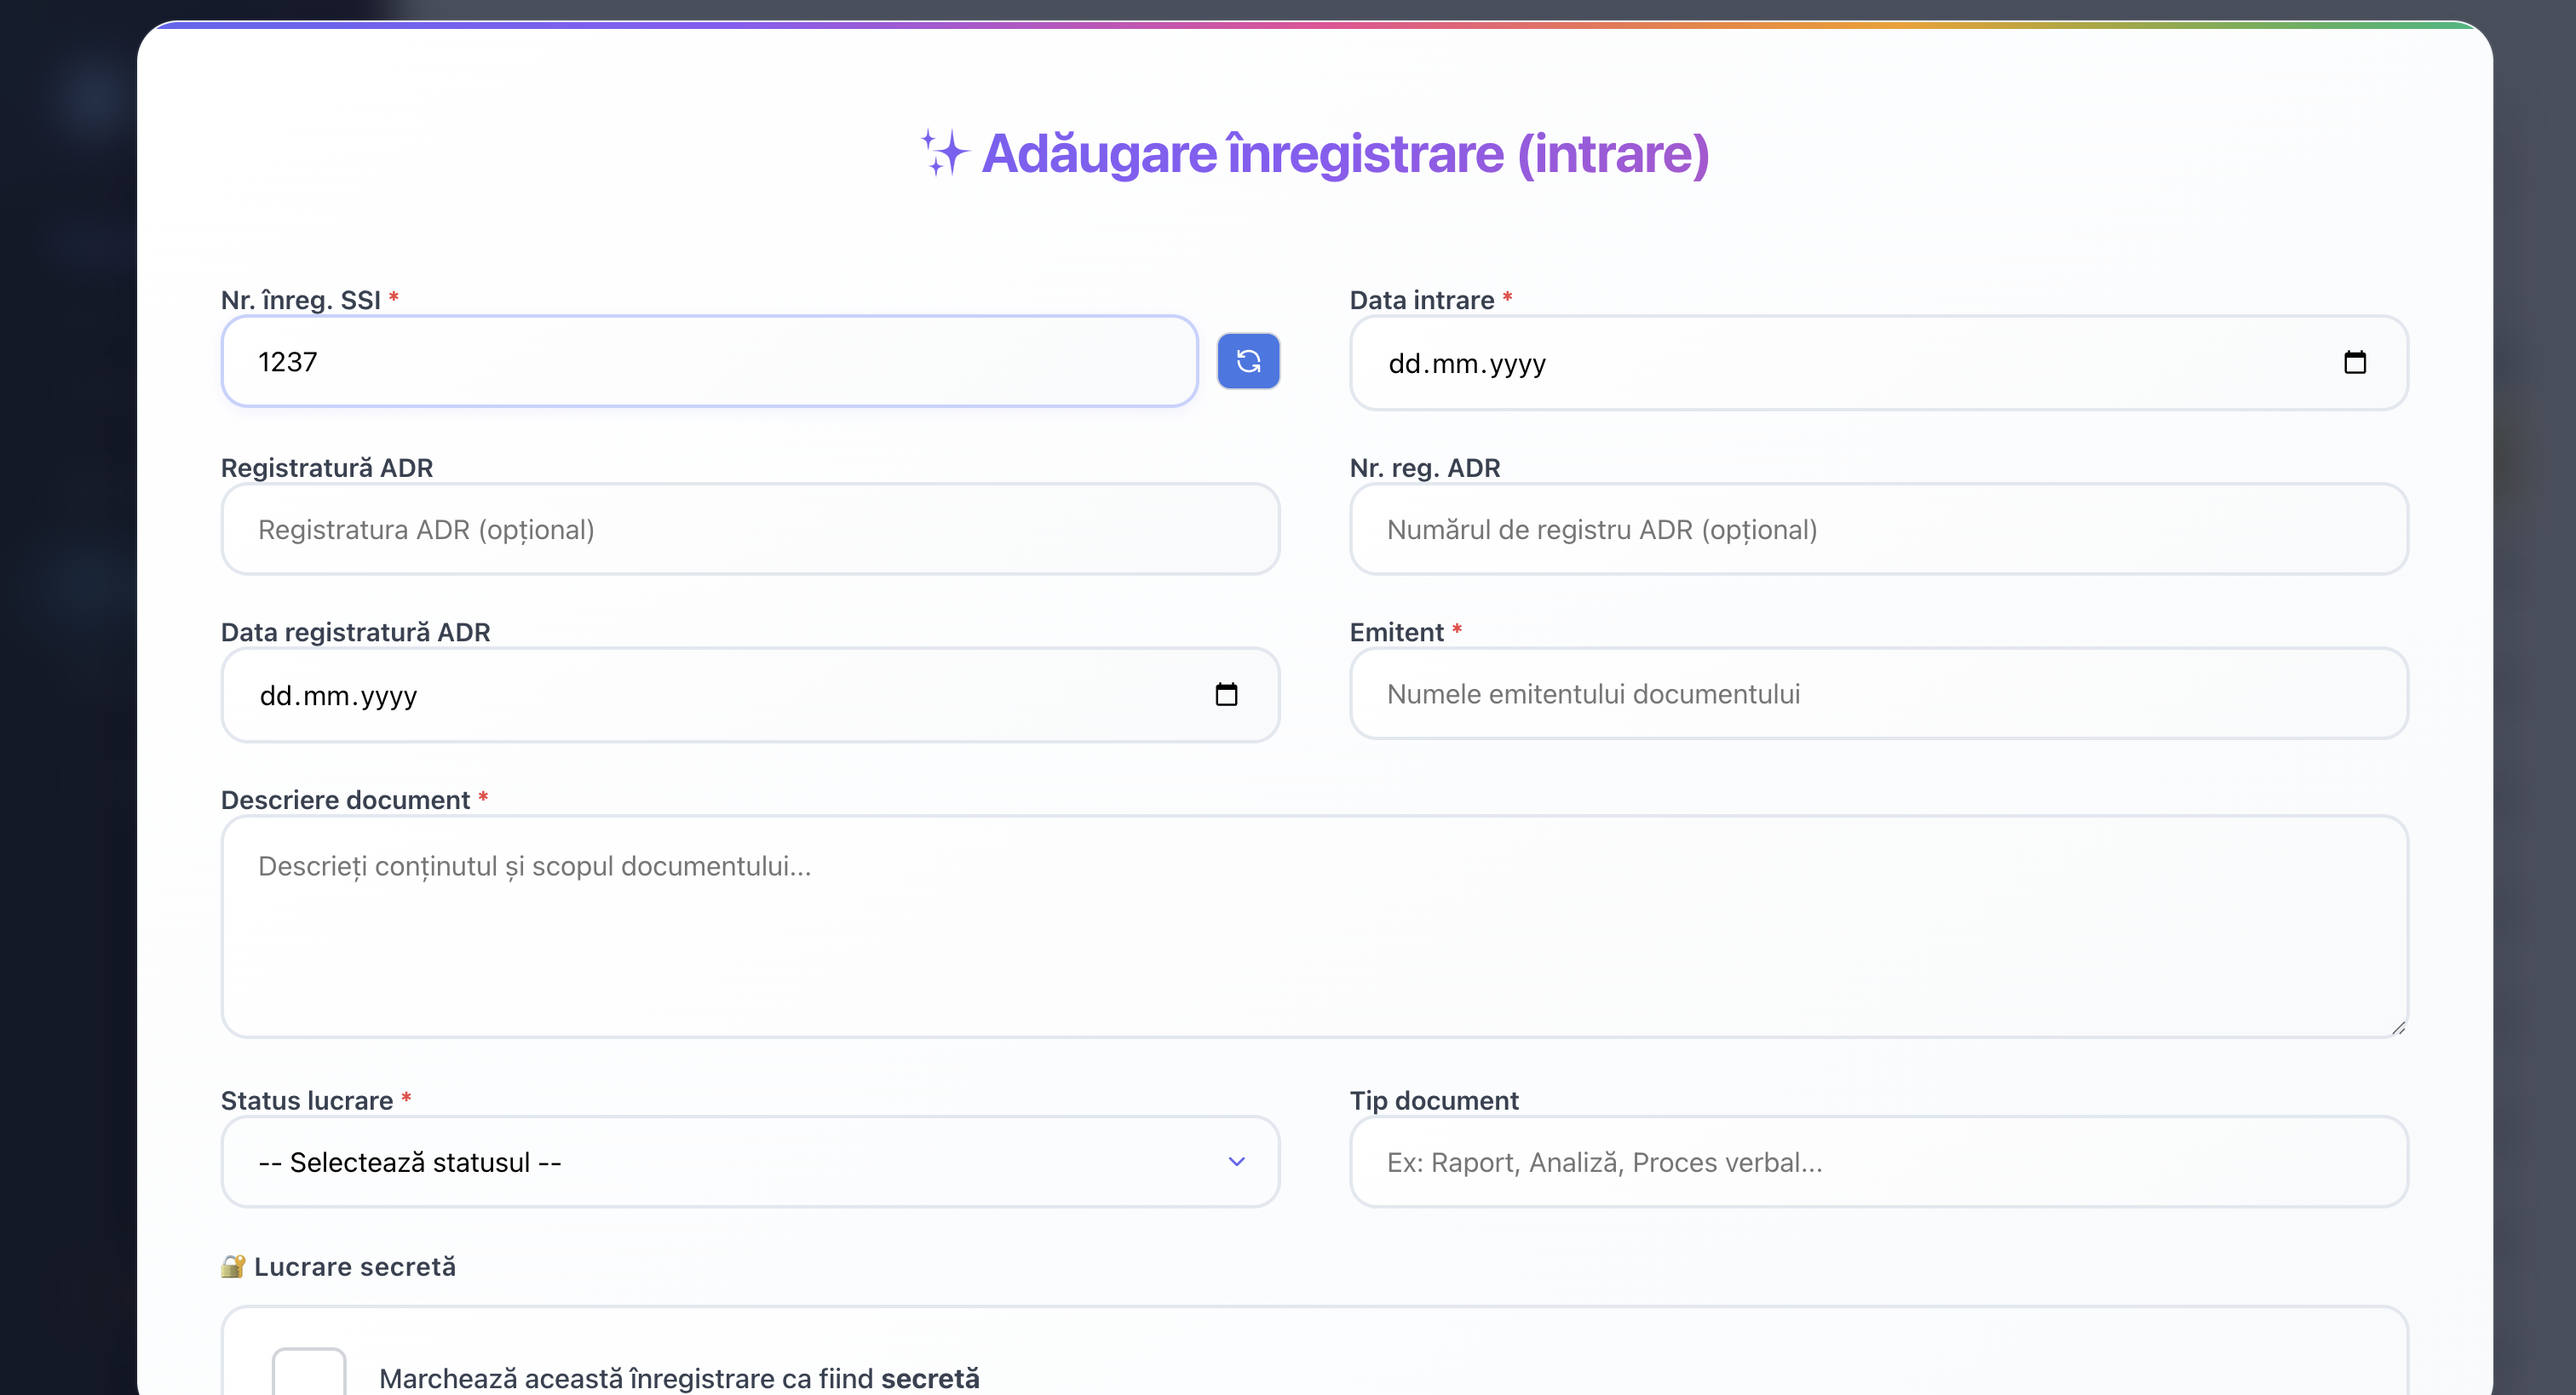 ✨ Adăugare înregistrare (intrare)
Nr. înreg. SSI *
1237
Data intrare *
dd.mm.yyyy
Registratură ADR
Registratura ADR (opțional)
Nr. reg. ADR
Numărul de registru ADR (opțional)
Data registratură ADR
dd.mm.yyyy
Emitent *
Numele emitentului documentului
Descriere document *
Descrieți conținutul și scopul documentului...
Status lucrare *
-- Selectează statusul --
Tip document
Ex: Raport, Analiză, Proces verbal...
🔐 Lucrare secretă
Marchează această înregistrare ca fiind secretă